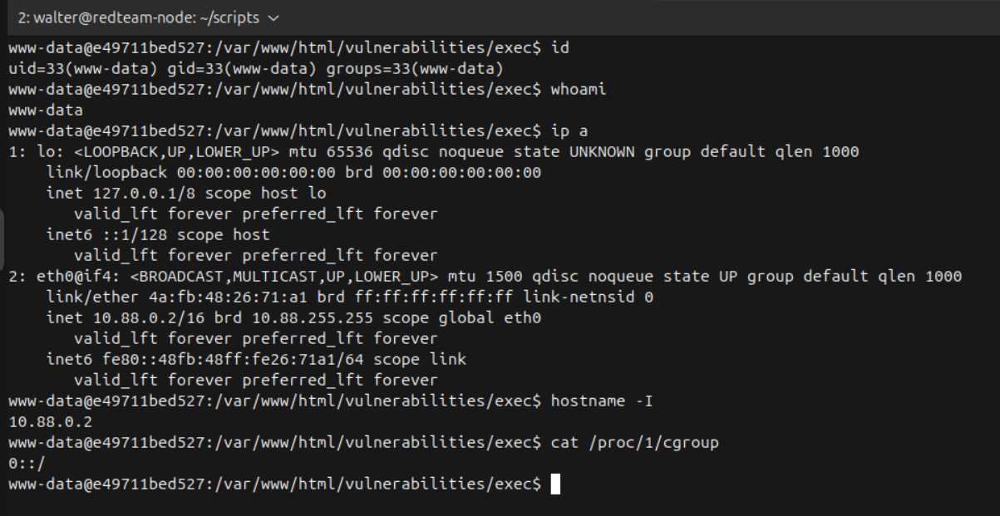 2: walter@redteam-node: ~/scripts
www-data@e49711bed527:/var/www/html/vulnerabilities/exec$ id
uid=33(www-data) gid=33(www-data) groups=33(www-data)
www-data@e49711bed527:/var/www/html/vulnerabilities/exec$ whoami
www-data
www-data@e49711bed527:/var/www/html/vulnerabilities/exec$ ip a
1: lo: <LOOPBACK,UP,LOWER_UP> mtu 65536 qdisc noqueue state UNKNOWN group default qlen 1000
    link/loopback 00:00:00:00:00:00 brd 00:00:00:00:00:00
    inet 127.0.0.1/8 scope host lo
       valid_lft forever preferred_lft forever
    inet6 ::1/128 scope host
       valid_lft forever preferred_lft forever
2: eth0@if4: <BROADCAST,MULTICAST,UP,LOWER_UP> mtu 1500 qdisc noqueue state UP group default qlen 1000
    link/ether 4a:fb:48:26:71:a1 brd ff:ff:ff:ff:ff:ff link-netnsid 0
    inet 10.88.0.2/16 brd 10.88.255.255 scope global eth0
       valid_lft forever preferred_lft forever
    inet6 fe80::48fb:48ff:fe26:71a1/64 scope link
       valid_lft forever preferred_lft forever
www-data@e49711bed527:/var/www/html/vulnerabilities/exec$ hostname -I
10.88.0.2
www-data@e49711bed527:/var/www/html/vulnerabilities/exec$ cat /proc/1/cgroup
0::/
www-data@e49711bed527:/var/www/html/vulnerabilities/exec$